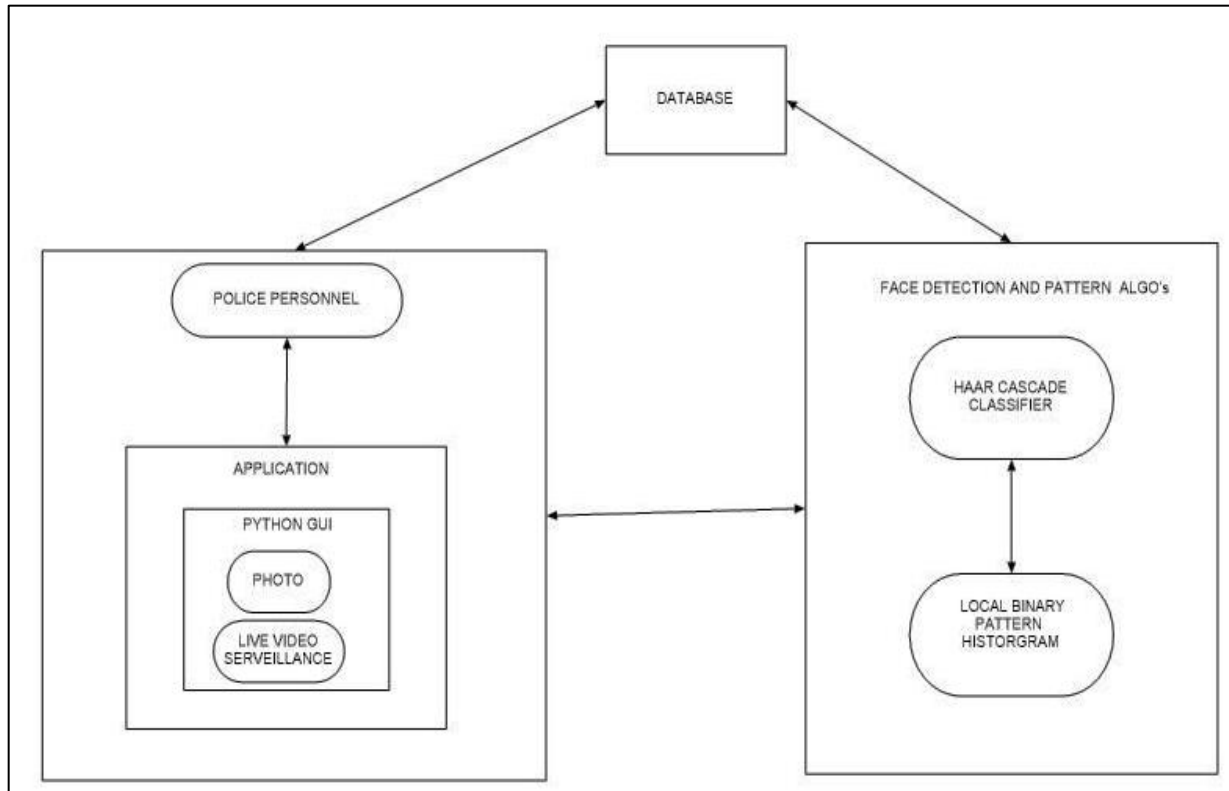 DATABASE
POLICE PERSONNEL
APPLICATION
PYTHON GUI
PHOTO
LIVE VIDEO
SERVEILLANCE
FACE DETECTION AND PATTERN ALGO's
HAAR CASCADE
CLASSIFIER
LOCAL BINARY
PATTERN
HISTORGRAM